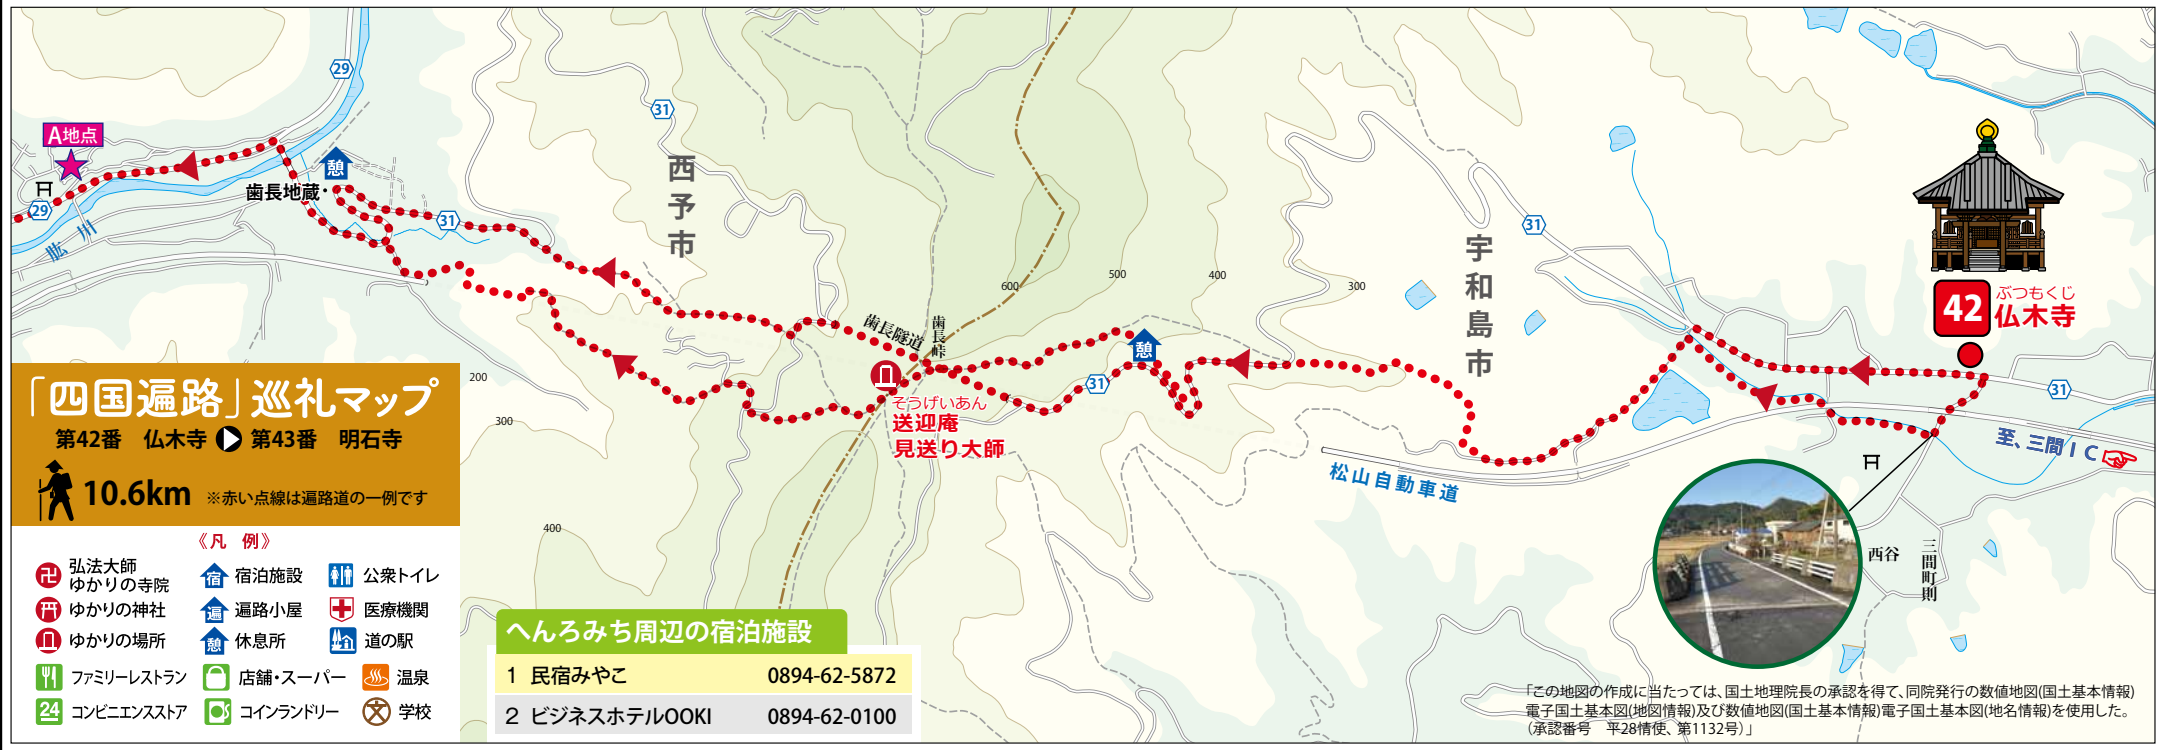 29
31
A地点
憩
歯長地蔵・
29
肱川
31
西予市
歯長隧道
歯長峠
600
500
400
300
憩
31
そうげいあん
送迎庵
見送り大師
宇和島市
31
42
ぶつもくじ
仏木寺
31
至、三間IC
松山自動車道
西谷
三間町則
200
300
400
「四国遍路」巡礼マップ
第42番 仏木寺 第43番 明石寺
10.6km ※赤い点線は遍路道の一例です
《凡 例》
弘法大師
ゆかりの寺院
宿 宿泊施設
公衆トイレ
ゆかりの神社
遍 遍路小屋
医療機関
ゆかりの場所
憩 休息所
道の駅
ファミリーレストラン
店舗・スーパー
温泉
24 コンビニエンスストア
コインランドリー
学校
へんろみち周辺の宿泊施設
1 民宿みやこ 0894-62-5872
2 ビジネスホテルOOKI 0894-62-0100
「この地図の作成に当たっては、国土地理院長の承認を得て、同院発行の数値地図(国土基本情報)
電子国土基本図(地図情報)及び数値地図(国土基本情報)電子国土基本図(地名情報)を使用した。
(承認番号 平28情使、第1132号)」